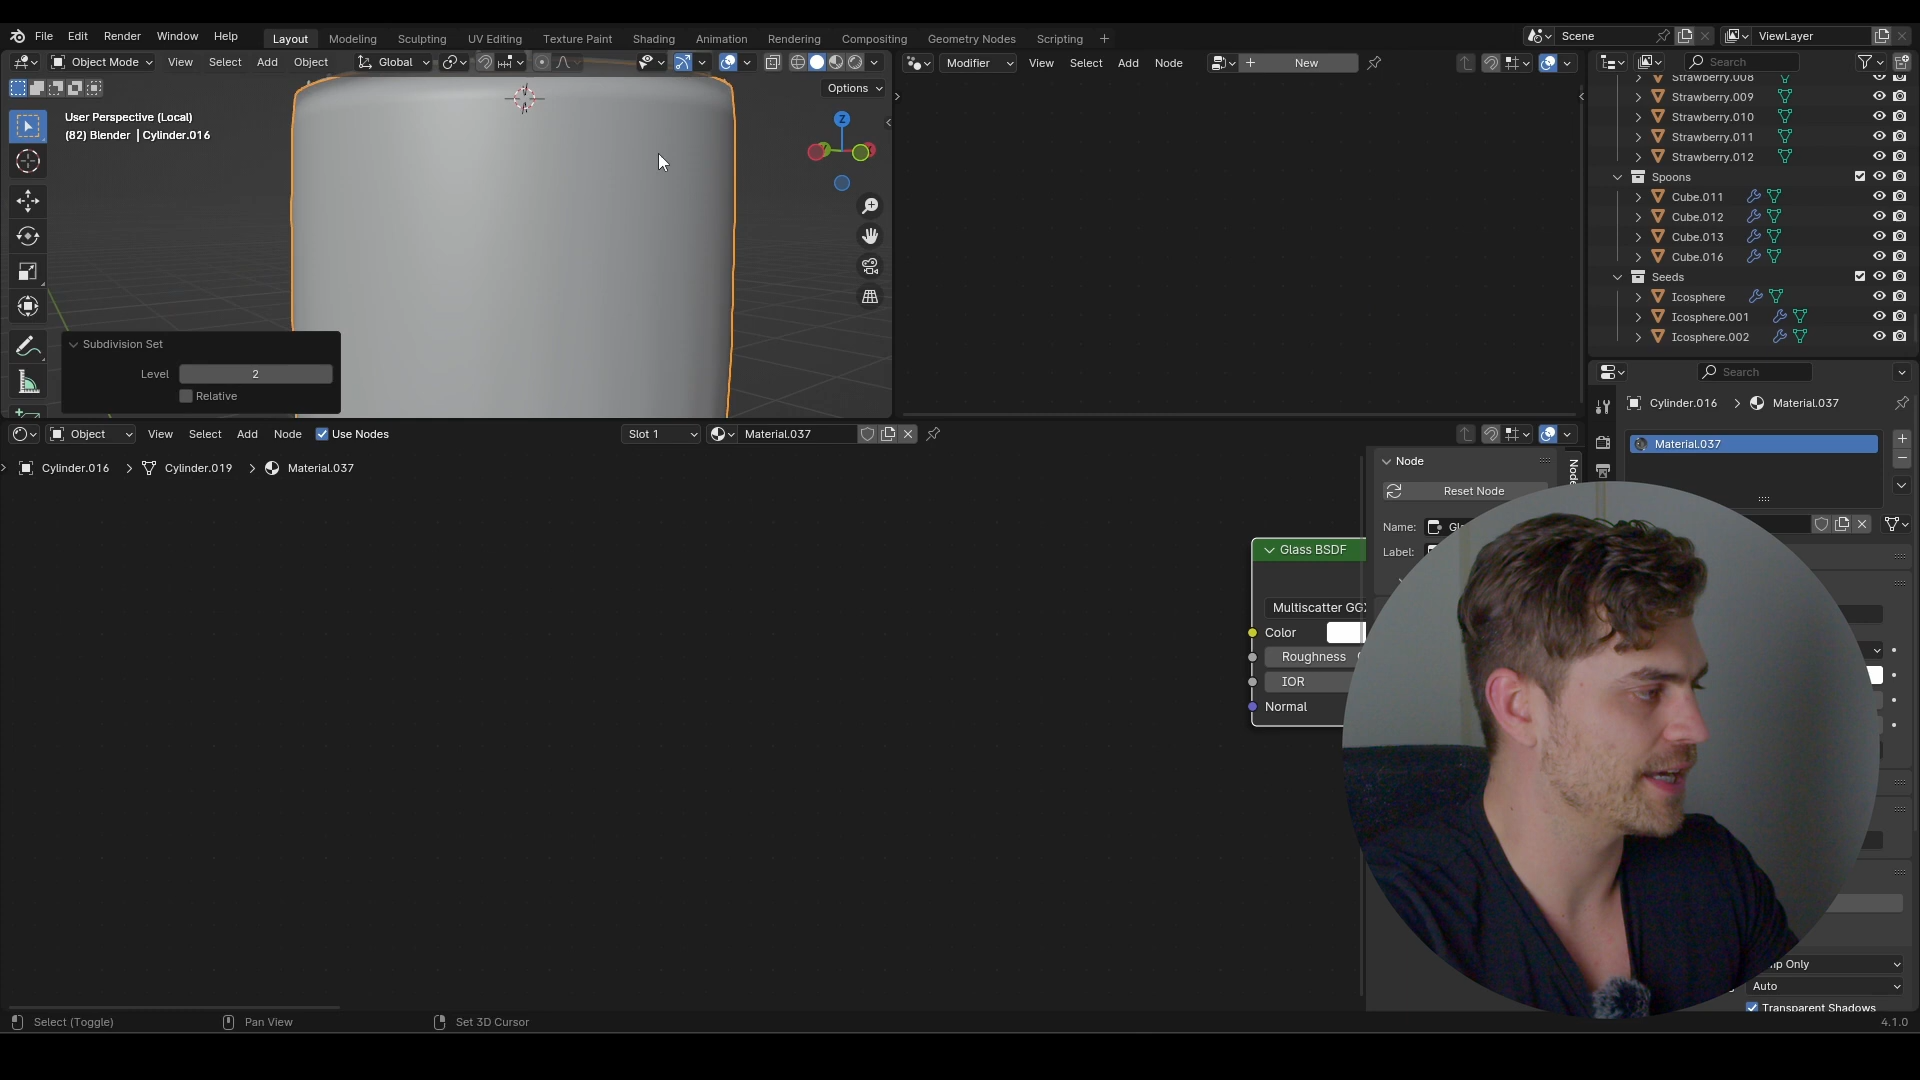 File Edit Render Window Help Layout Modeling Sculpting UV Editing Texture Paint Shading Animation Rendering Compositing Geometry Nodes Scripting + Scene ViewLayer
Object Mode View Select Add Object Global Modifier View Select Add Node New Search
Options
User Perspective (Local)
(82) Blender | Cylinder.016
Z
Subdivision Set
Level 2
Relative
Strawberry.008
Strawberry.009
Strawberry.010
Strawberry.011
Strawberry.012
Spoons
Cube.011
Cube.012
Cube.013
Cube.016
Seeds
Icosphere
Icosphere.001
Icosphere.002
Search
Cylinder.016 > Material.037
Material.037
Object View Select Add Node Use Nodes Slot 1 Material.037
Cylinder.016 > Cylinder.019 > Material.037
Node
Reset Node
Name:
Label:
Glass BSDF
Multiscatter
Color
Roughness
IOR
Normal
Only
Auto
Transparent Shadows
Select (Toggle) Pan View Set 3D Cursor 4.1.0